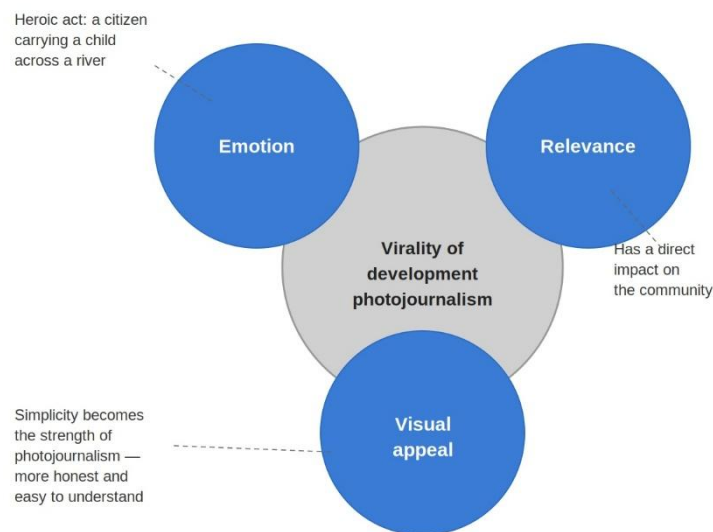 Heroic act: a citizen
carrying a child
across a river
Emotion
Relevance
Virality of
development
photojournalism
Has a direct
impact on
the community
Visual
appeal
Simplicity becomes
the strength of
photojournalism —
more honest and
easy to understand